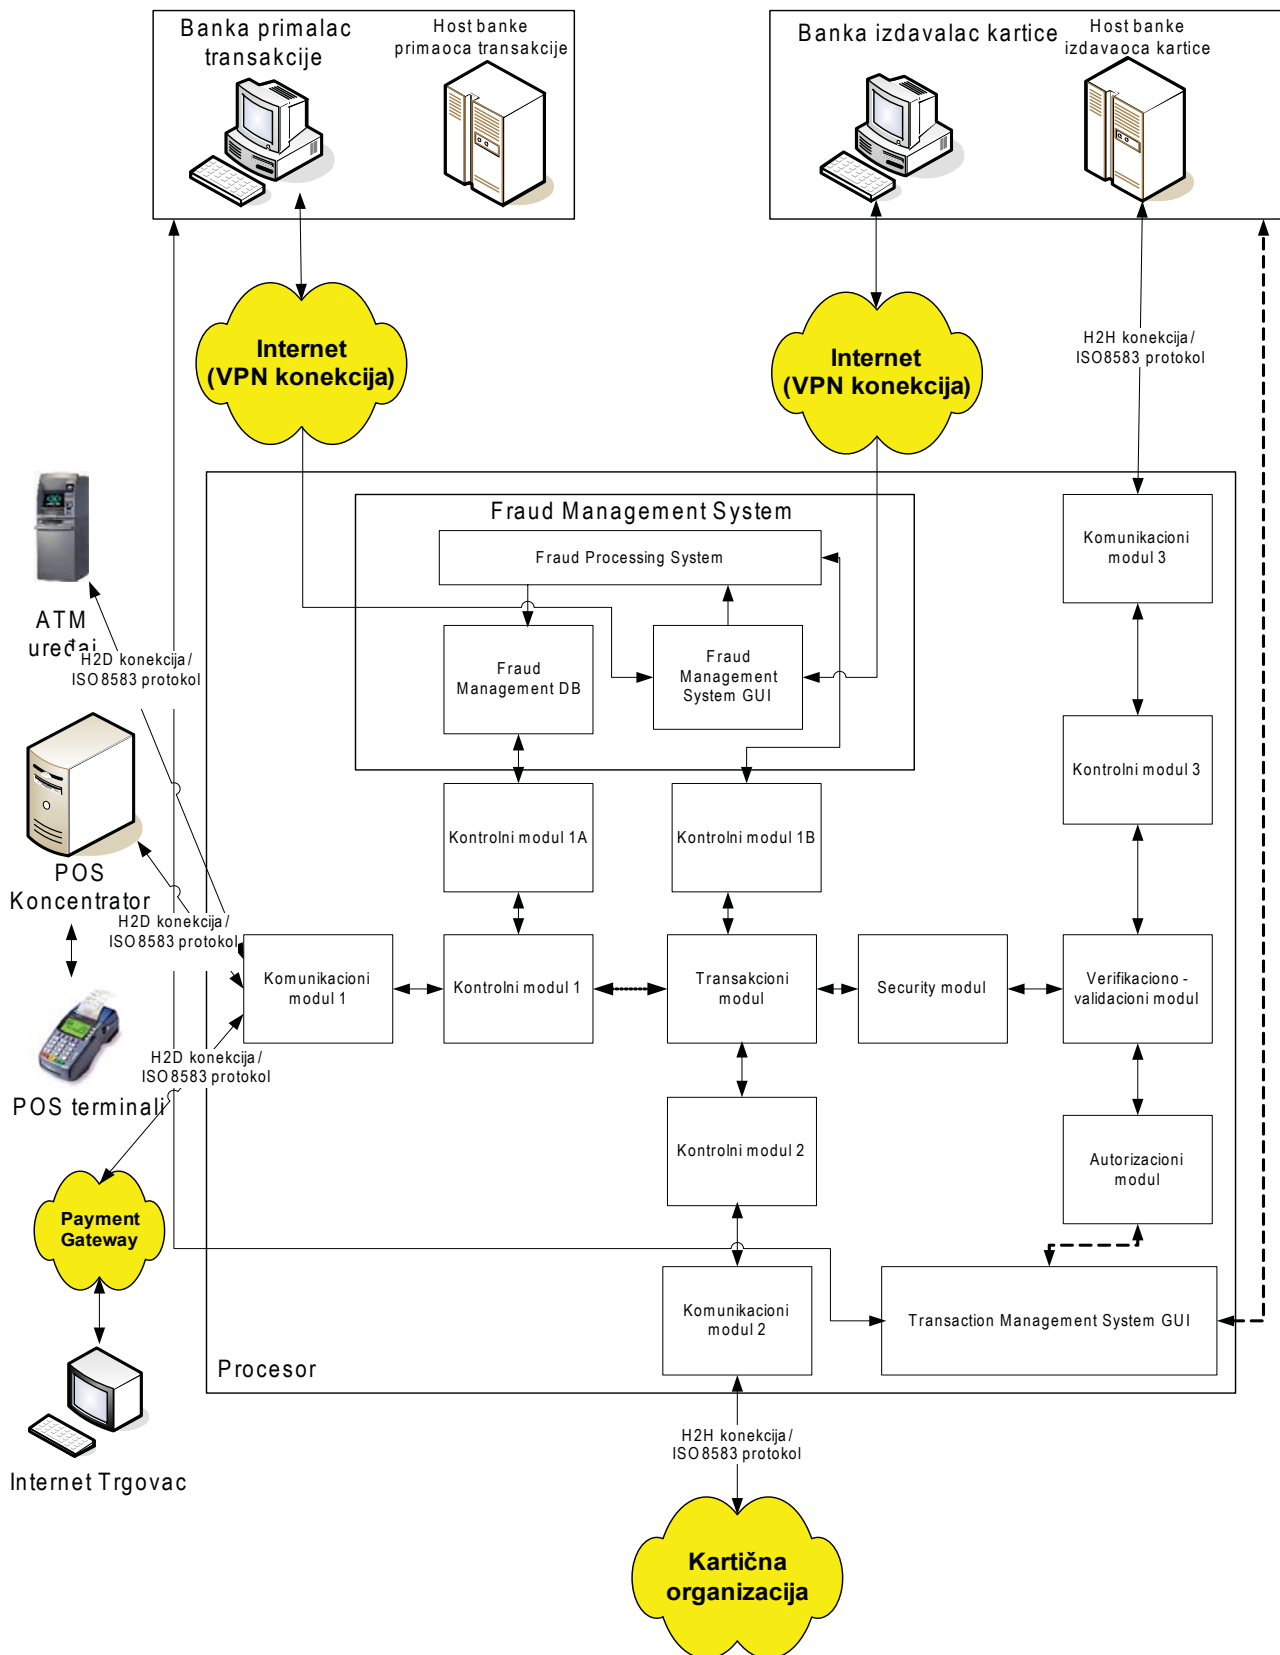 Banka primalac
transakcije
Host banke
primaoca transakcije
Banka izdavalac kartice
Host banke
izdavaoca kartice
Internet
(VPN konekcija)
Internet
(VPN konekcija)
H2H konekcija/
ISO8583 protokol
Fraud Management System
Fraud Processing System
Komunikacioni
modul 3
ATM
uređaj
H2D konekcija/
ISO8583 protokol
Fraud
Management DB
Fraud
Management
System GUI
Kontrolni modul 3
Kontrolni modul 1A
Kontrolni modul 1B
POS
Koncentrator
H2D konekcija/
ISO8583 protokol
Komunikacioni
modul 1
Kontrolni modul 1
Transakcioni
modul
Security modul
Verifikaciono-
validacioni modul
H2D konekcija/
ISO8583 protokol
POS terminali
Kontrolni modul 2
Autorizacioni
modul
Payment
Gateway
Komunikacioni
modul 2
Transaction Management System GUI
Procesor
Internet Trgovac
H2H konekcija/
ISO8583 protokol
Kartična
organizacija